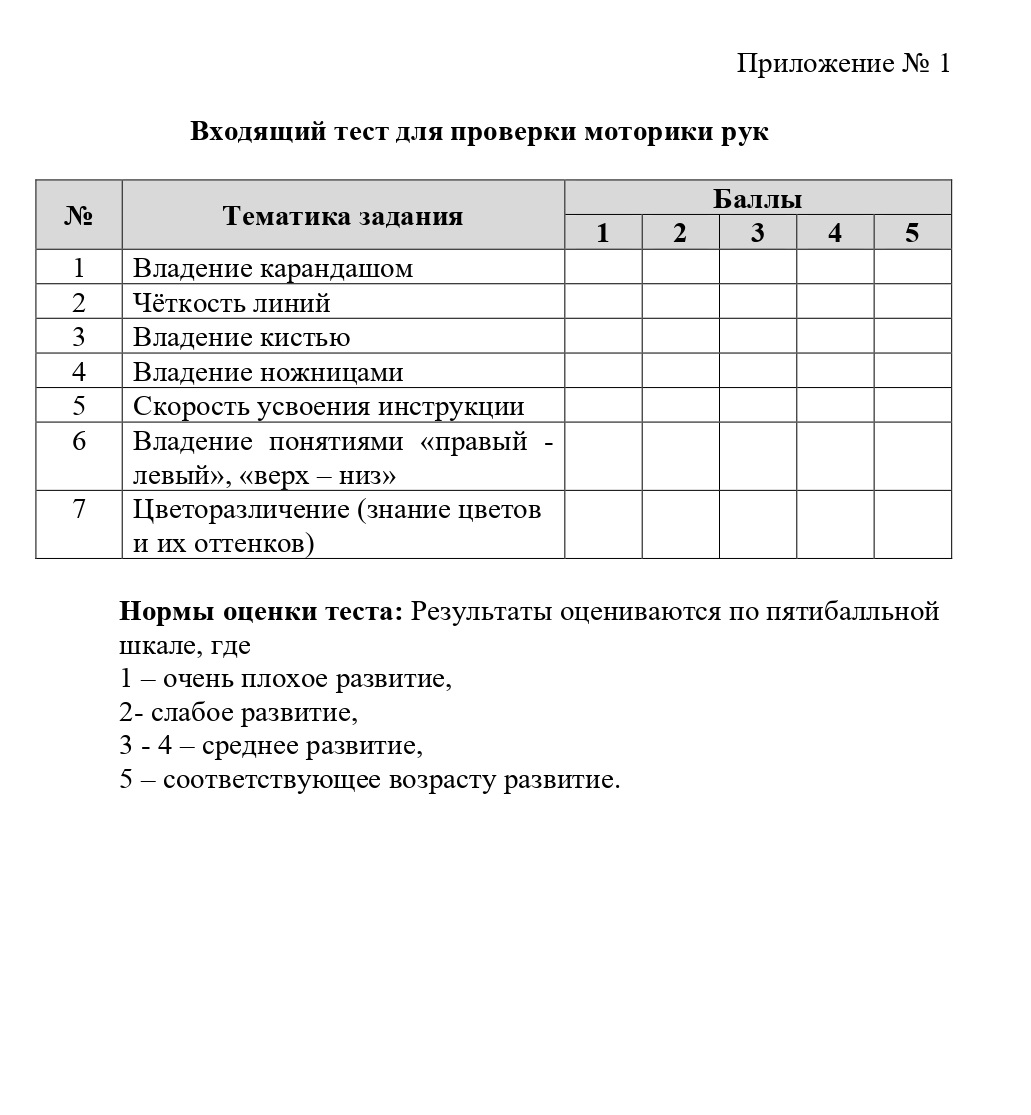 Приложение № 1
Входящий тест для проверки моторики рук
№ Тематика задания Баллы
1 2 3 4 5
1 Владение карандашом
2 Чёткость линий
3 Владение кистью
4 Владение ножницами
5 Скорость усвоения инструкции
6 Владение понятиями «правый -
левый», «верх – низ»
7 Цветоразличение (знание цветов
и их оттенков)
Нормы оценки теста: Результаты оцениваются по пятибалльной
шкале, где
1 – очень плохое развитие,
2- слабое развитие,
3 - 4 – среднее развитие,
5 – соответствующее возрасту развитие.